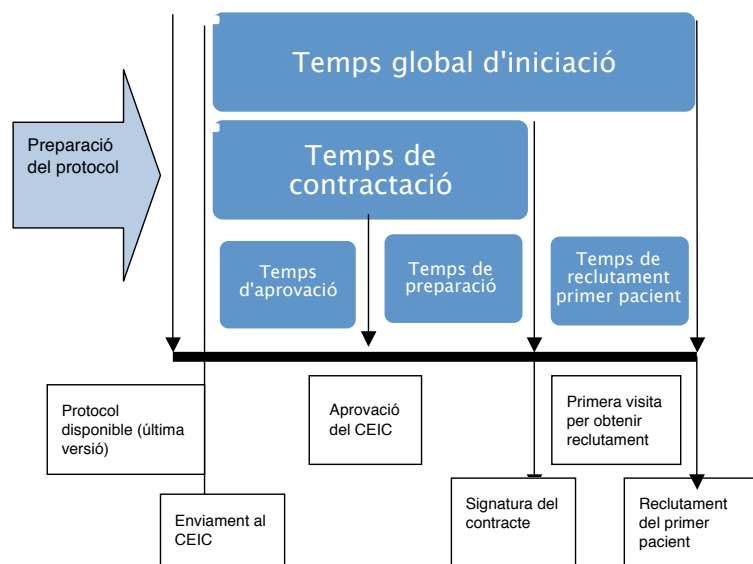 Temps global d'iniciació
Preparació
del protocol
Temps de
contractació
Temps
d'aprovació
Temps de
preparació
Temps de
reclutament
primer pacient
Protocol
disponible (última
versió)
Aprovació
del CEIC
Primera visita
per obtenir
reclutament
Enviament al
CEIC
Signatura del
contracte
Reclutament
del primer
pacient